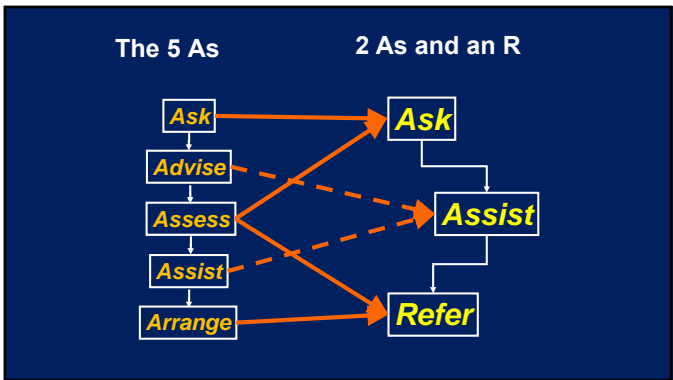 The 5 As
2 As and an R
Ask
Advise
Assess
Assist
Arrange
Ask
Assist
Refer